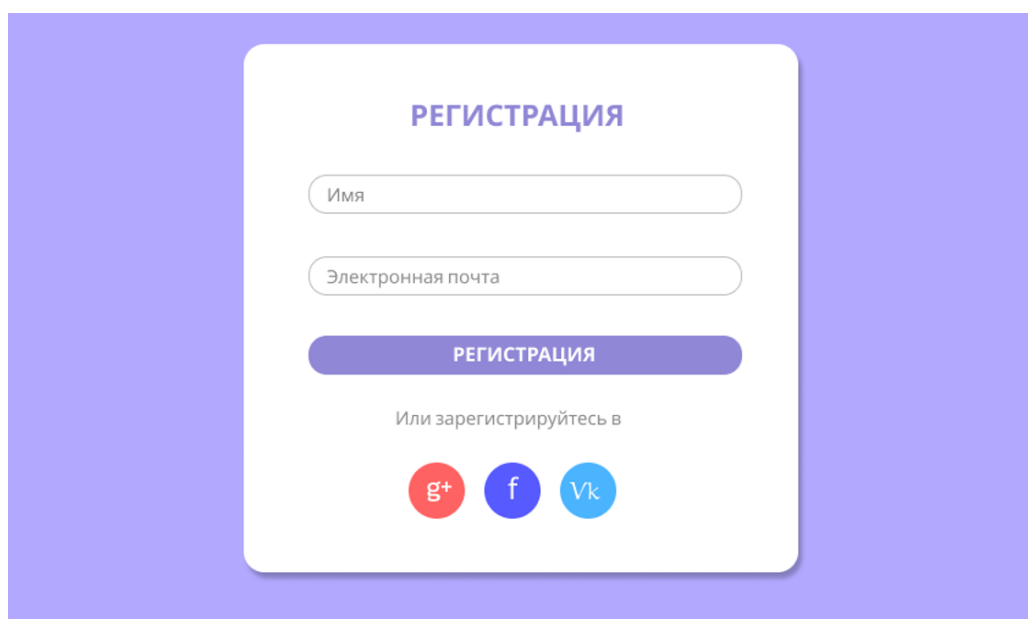 РЕГИСТРАЦИЯ
Имя
Электронная почта
РЕГИСТРАЦИЯ
Или зарегистрируйтесь в
g+ f Vk